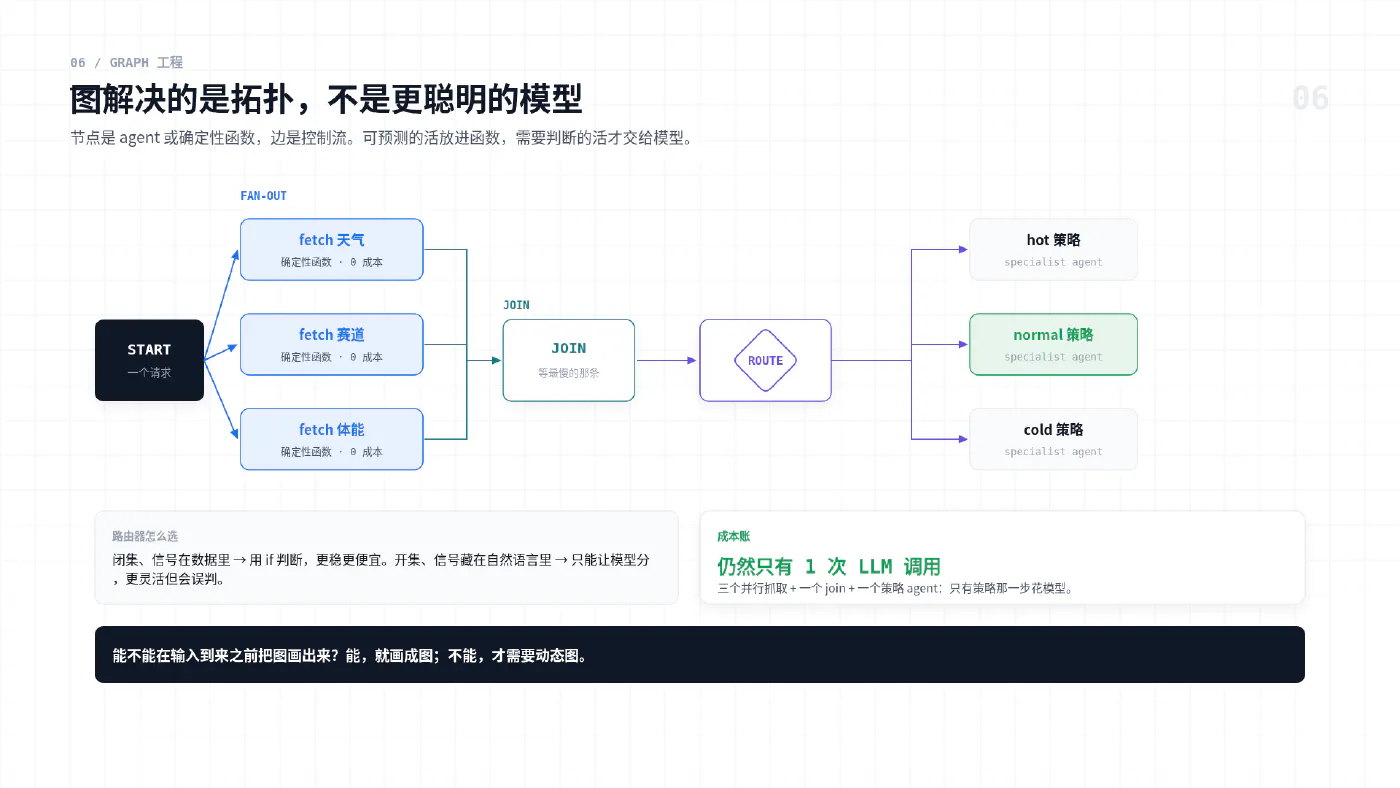 06 / GRAPH 工程
图解决的是拓扑，不是更聪明的模型
06
节点是 agent 或确定性函数，边是控制流。可预测的活放进函数，需要判断的活才交给模型。
FAN-OUT
fetch 天气
确定性函数 · 0 成本
fetch 赛道
确定性函数 · 0 成本
fetch 体能
确定性函数 · 0 成本
START
一个请求
JOIN
JOIN
等最慢的那条
ROUTE
hot 策略
specialist agent
normal 策略
specialist agent
cold 策略
specialist agent
路由器怎么选
闭集、信号在数据里 → 用 if 判断，更稳更便宜。开集、信号藏在自然语言里 → 只能让模型分
，更灵活但会误判。
成本账
仍然只有 1 次 LLM 调用
三个并行抓取 + 一个 join + 一个策略 agent：只有策略那一步花模型。
能不能在输入到来之前把图画出来？能，就画成图；不能，才需要动态图。